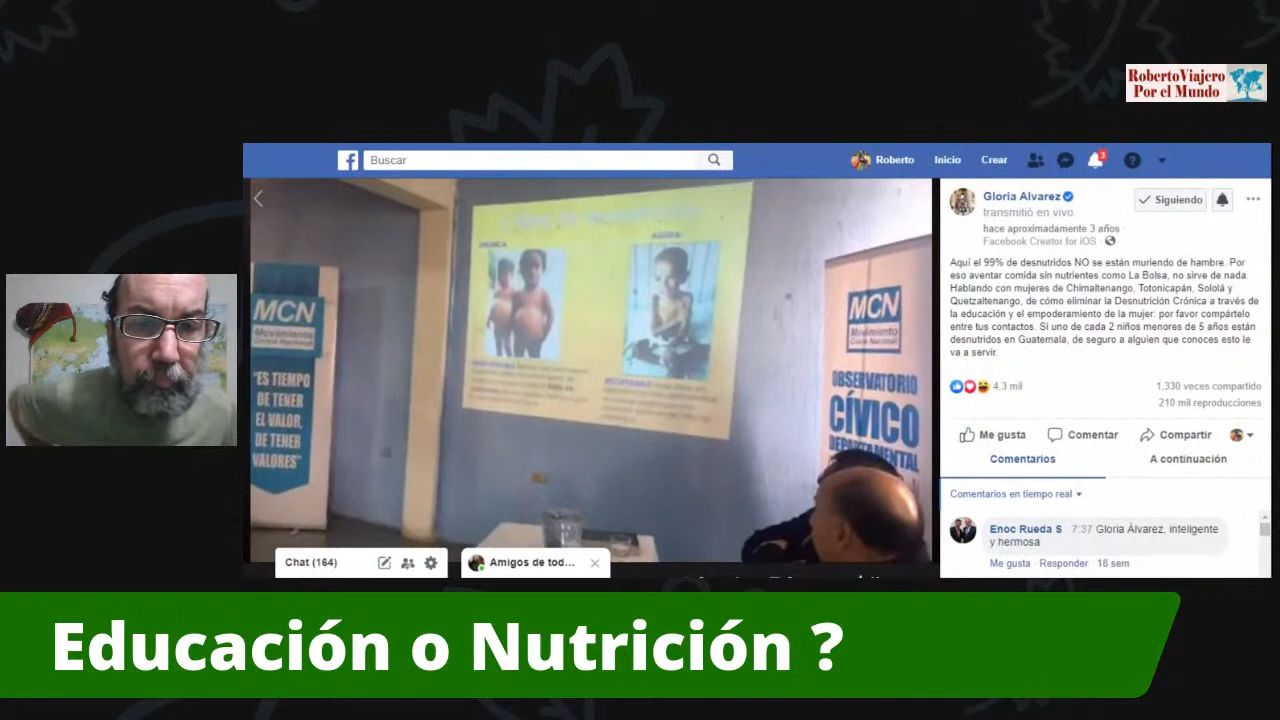 RobertoViajero
Por el Mundo
Buscar
Roberto
Inicio
Crear
3
Gloria Alvarez
transmitió en vivo.
hace aproximadamente 3 años
Facebook Creator for iOS ·
Siguiendo
Aquí el 99% de desnutridos NO se están muriendo de hambre. Por
eso aventar comida sin nutrientes como La Bolsa, no sirve de nada.
Hablando con mujeres de Chimaltenango, Totonicapán, Sololá y
Quetzaltenango, de cómo eliminar la Desnutrición Crónica a través de
la educación y el empoderamiento de la mujer: por favor compártelo
entre tus contactos. Si uno de cada 2 niños menores de 5 años están
desnutridos en Guatemala, de seguro a alguien que conoces esto le
va a servir.
4,3 mil
1,330 veces compartido
210 mil reproducciones
Me gusta
Comentar
Compartir
Comentarios
A continuación
Comentarios en tiempo real
Enoc Rueda S 7:37 Gloria Álvarez, inteligente
y hermosa
Me gusta · Responder · 18 sem
CRÓNICA
AGUDA
MCN
Movimiento
Cívico Nacional
"ES TIEMPO
DE TENER
EL VALOR,
DE TENER
VALORES"
MCN
Movimiento
Cívico Nacional
OBSERVATORIO
CÍVICO
DEPARTAMENTAL
Chat (164)
Amigos de tod...
Educación o Nutrición ?